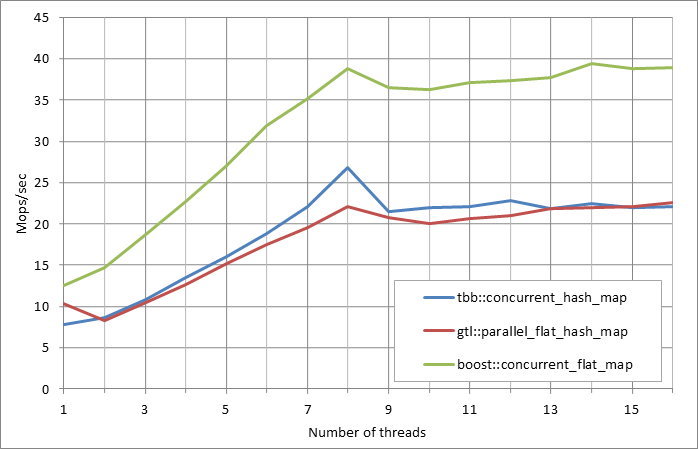 45
40
35
30
25
20
15
10
5
0
Mops/sec
tbb::concurrent_hash_map
gtl::parallel_flat_hash_map
boost::concurrent_flat_map
1 3 5 7 9 11 13 15
Number of threads